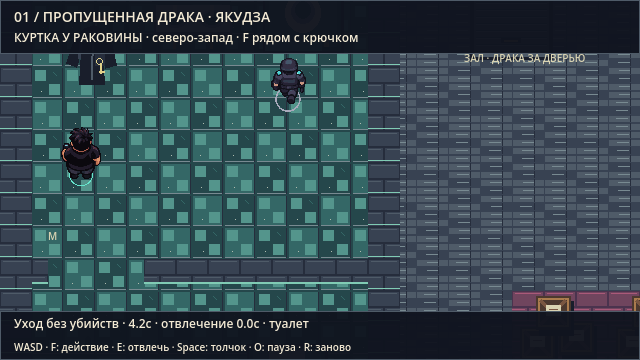 01 / ПРОПУЩЕННАЯ ДРАКА · ЯКУДЗА
КУРТКА У РАКОВИНЫ · северо-запад · F рядом с крючком
ЗАЛ · ДРАКА ЗА ДВЕРЬЮ
М
Уход без убийств · 4.2с · отвлечение 0.0с · туалет
WASD · F: действие · E: отвлечь · Space: толчок · O: пауза · R: заново